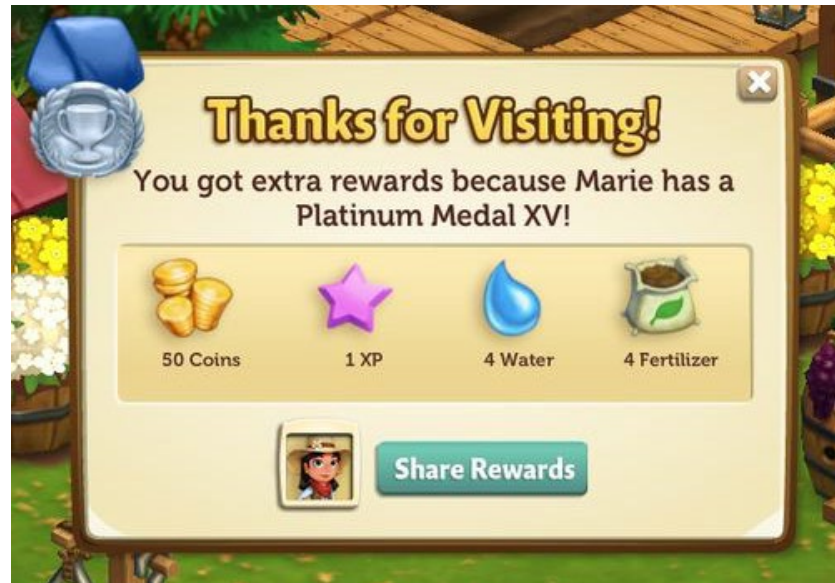 Thanks for Visiting!
You got extra rewards because Marie has a
Platinum Medal XV!
50 Coins
1 XP
4 Water
4 Fertilizer
Share Rewards